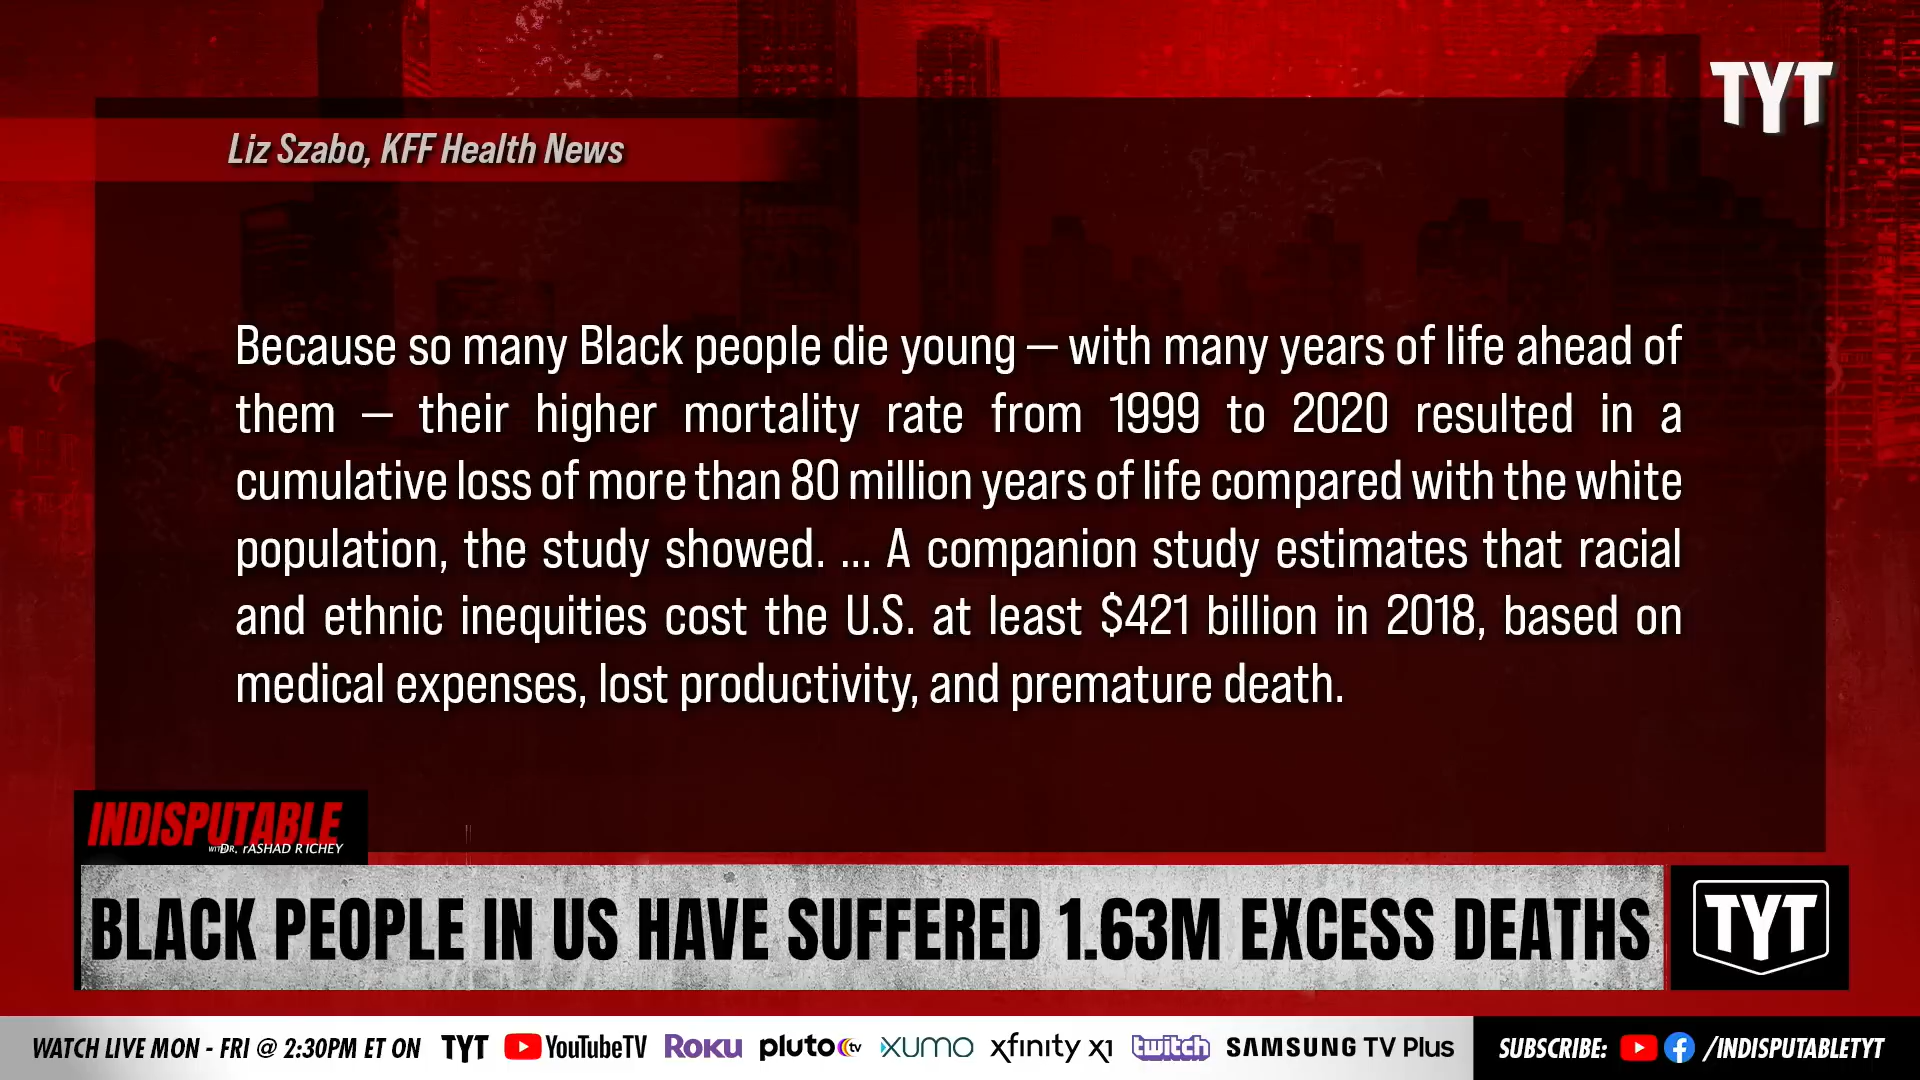 TYT
Liz Szabo, KFF Health News
Because so many Black people die young — with many years of life ahead of
them — their higher mortality rate from 1999 to 2020 resulted in a
cumulative loss of more than 80 million years of life compared with the white
population, the study showed. ... A companion study estimates that racial
and ethnic inequities cost the U.S. at least $421 billion in 2018, based on
medical expenses, lost productivity, and premature death.
INDISPUTABLE
WITH DR. rASHAD RICHEY
BLACK PEOPLE IN US HAVE SUFFERED 1.63M EXCESS DEATHS
TYT
WATCH LIVE MON - FRI @ 2:30PM ET ON TYT YouTubeTV ROKU pluto tv xumo xfinity x1 twitch SAMSUNG TV Plus SUBSCRIBE: /INDISPUTABLETYT